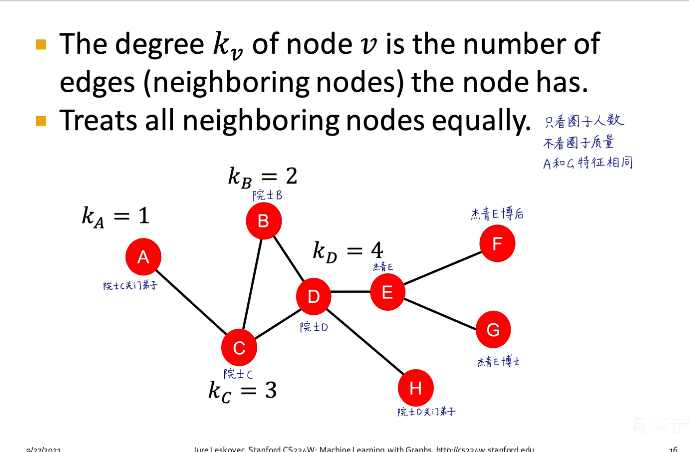 The degree k_v of node v is the number of
edges (neighboring nodes) the node has.
Treats all neighboring nodes equally.
只看圈子人数
不看圈子质量
A和G特征相同
k_B = 2
院士B
B
k_A = 1
A
院士C关门弟子
杰青E博后
F
k_D = 4
杰青E
D
E
院士D
G
杰青E博士
C
院士C
k_C = 3
H
院士D关门弟子
9/22/2021
Jure Leskovec, Stanford CS224W: Machine Learning with Graphs, http://cs224w.stanford.edu
16